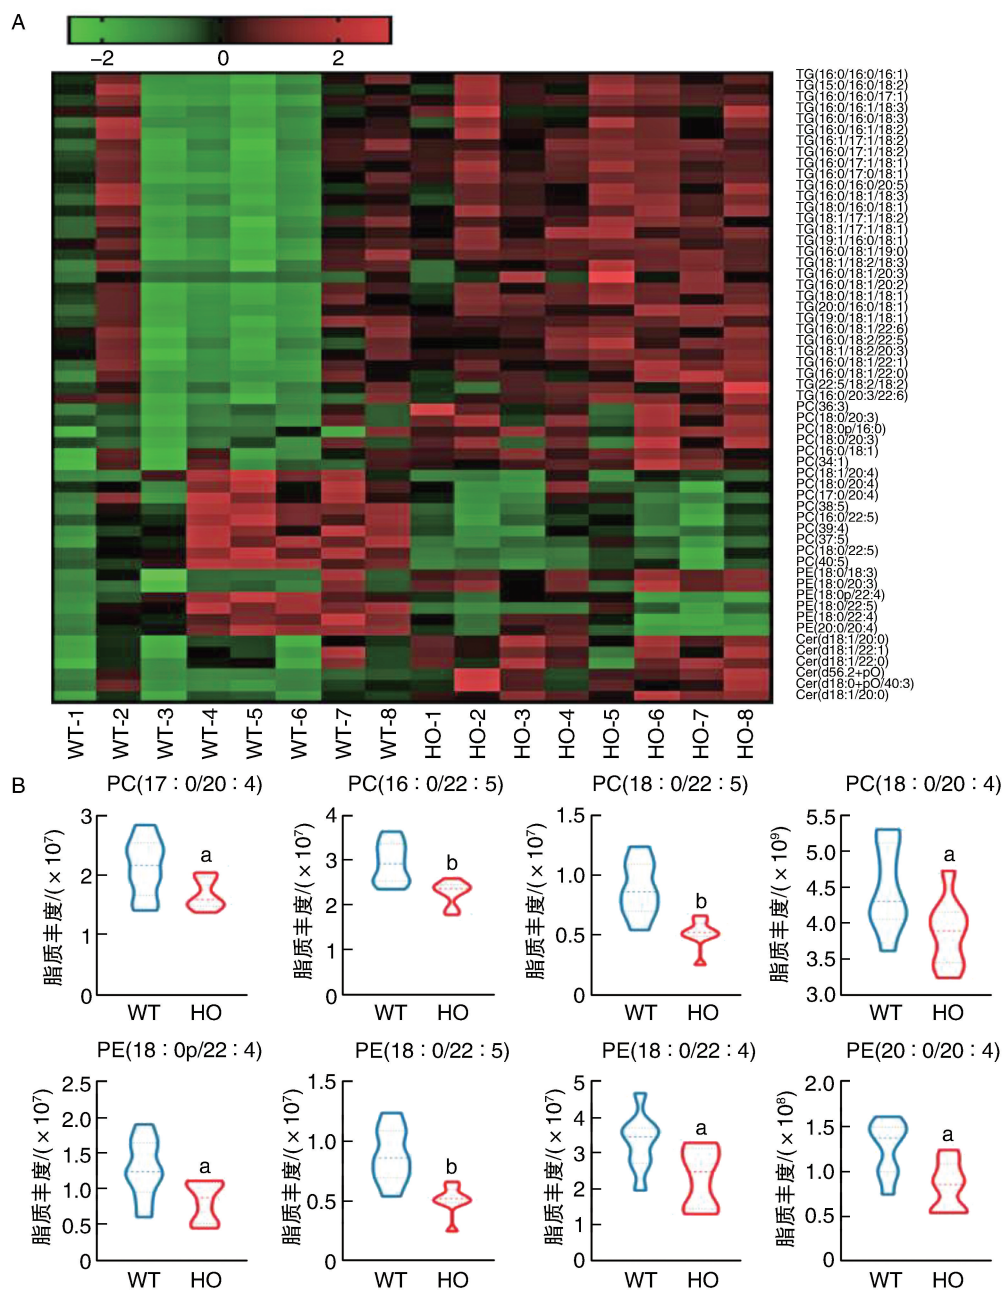 A
−2 0 2
TG(16:0/16:0/16:1)
TG(15:0/16:0/18:2)
TG(16:0/16:0/17:1)
TG(16:0/16:1/18:3)
TG(16:0/16:0/18:3)
TG(16:0/16:1/18:2)
TG(16:1/17:1/18:2)
TG(16:0/17:1/18:2)
TG(16:0/17:1/18:1)
TG(16:0/17:0/18:1)
TG(16:0/16:0/20:5)
TG(16:0/18:1/18:3)
TG(18:0/16:0/18:1)
TG(18:1/17:1/18:2)
TG(18:1/17:1/18:1)
TG(19:1/16:0/18:1)
TG(16:0/18:1/19:0)
TG(18:1/18:2/18:3)
TG(16:0/18:1/20:3)
TG(16:0/18:1/20:2)
TG(18:0/18:1/18:1)
TG(20:0/16:0/18:1)
TG(19:0/18:1/18:1)
TG(16:0/18:1/22:6)
TG(16:0/18:2/22:5)
TG(18:1/18:2/20:3)
TG(16:0/18:1/22:1)
TG(16:0/18:1/22:0)
TG(22:5/18:2/18:2)
TG(16:0/20:3/22:6)
PC(36:3)
PC(18:0/20:3)
PC(18:0p/16:0)
PC(18:0/20:3)
PC(16:0/18:1)
PC(34:1)
PC(18:1/20:4)
PC(18:0/20:4)
PC(17:0/20:4)
PC(38:5)
PC(16:0/22:5)
PC(39:4)
PC(37:5)
PC(18:0/22:5)
PC(40:5)
PE(18:0/18:3)
PE(18:0/20:3)
PE(18:0p/22:4)
PE(18:0/22:5)
PE(18:0/22:4)
PE(20:0/20:4)
Cer(d18:1/20:0)
Cer(d18:1/22:1)
Cer(d18:1/22:0)
Cer(d56.2+pO)
Cer(d18:0+pO/40:3)
Cer(d18:1/20:0)
WT-1 WT-2 WT-3 WT-4 WT-5 WT-6 WT-7 WT-8 HO-1 HO-2 HO-3 HO-4 HO-5 HO-6 HO-7 HO-8
B
PC(17：0/20：4)
脂质丰度/(×10⁷)
3
2
1
0
a
WT HO
PC(16：0/22：5)
脂质丰度/(×10⁷)
4
3
2
1
0
b
WT HO
PC(18：0/22：5)
脂质丰度/(×10⁷)
1.5
1.0
0.5
0
b
WT HO
PC(18：0/20：4)
脂质丰度/(×10⁹)
5.5
5.0
4.5
4.0
3.5
3.0
a
WT HO
PE(18：0p/22：4)
脂质丰度/(×10⁷)
2.5
2.0
1.5
1.0
0.5
0
a
WT HO
PE(18：0/22：5)
脂质丰度/(×10⁷)
1.5
1.0
0.5
0
b
WT HO
PE(18：0/22：4)
脂质丰度/(×10⁷)
5
4
3
2
1
0
a
WT HO
PE(20：0/20：4)
脂质丰度/(×10⁸)
2.0
1.5
1.0
0.5
0
a
WT HO